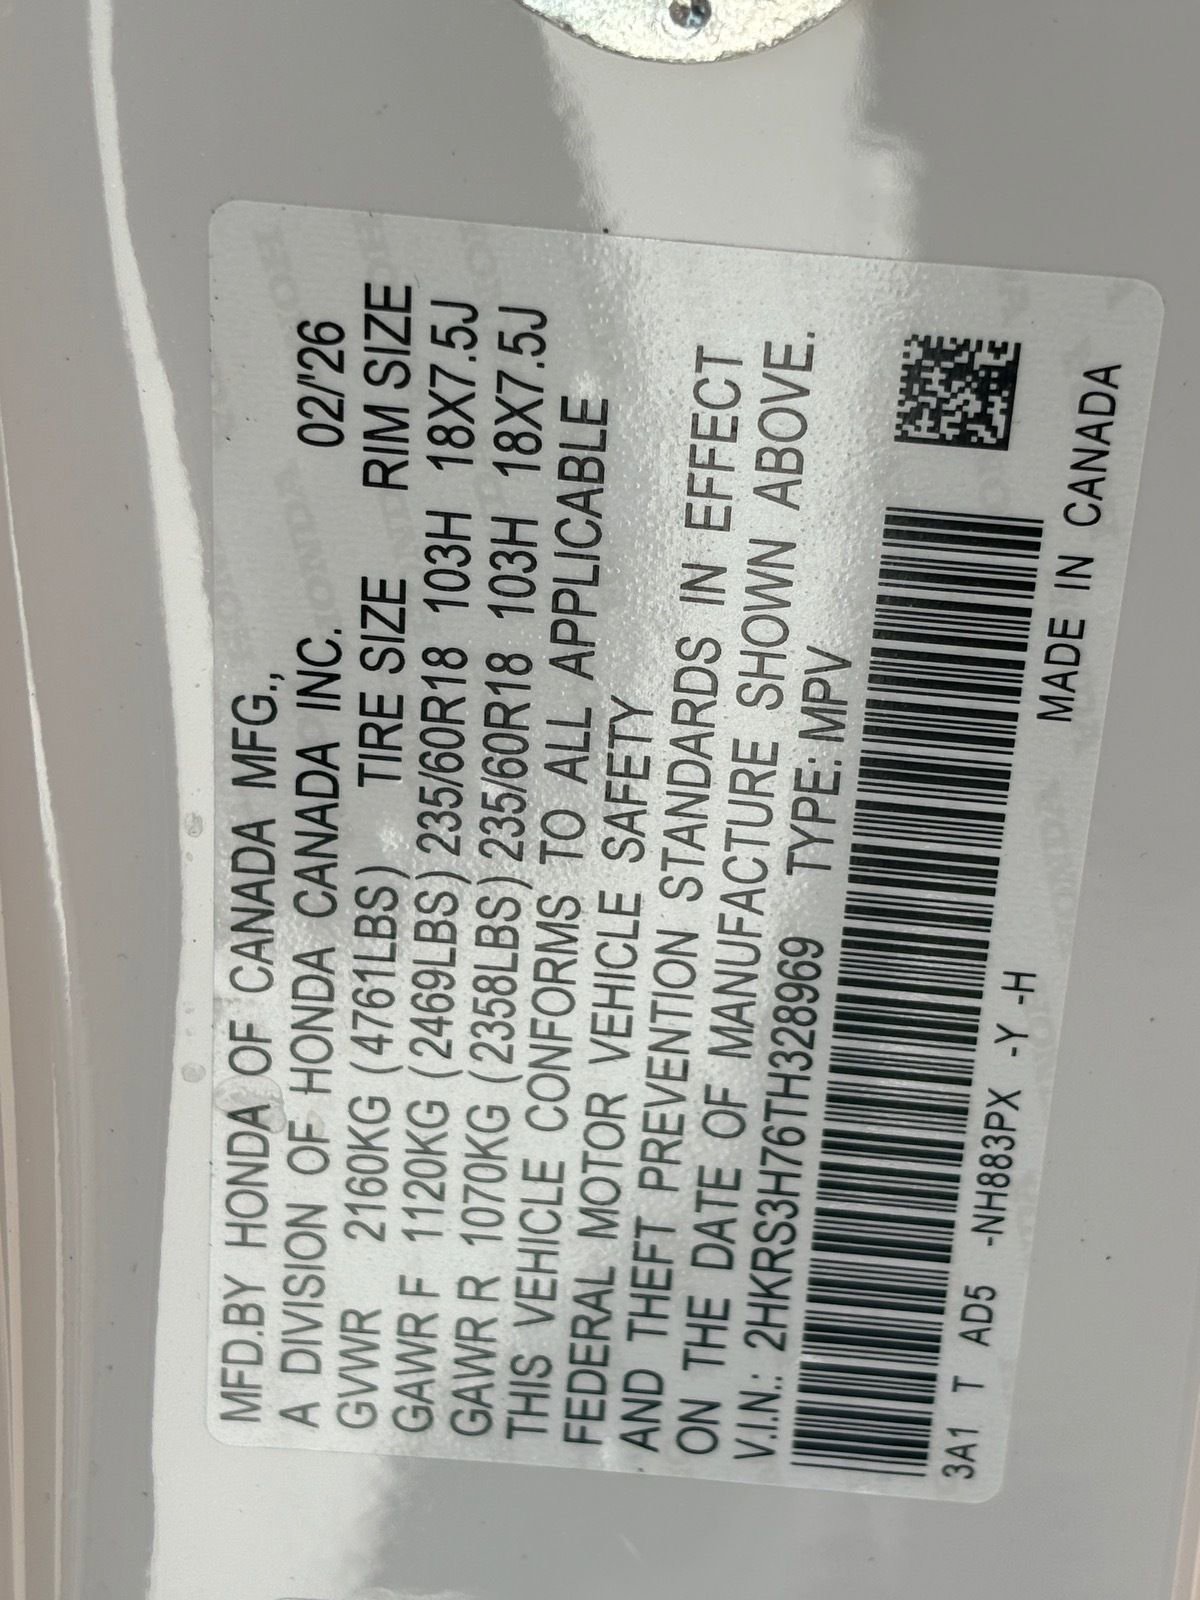 MFD.BY HONDA OF CANADA MFG.,
A DIVISION OF HONDA CANADA INC. 02/'26
GVWR 2160KG (4761LBS) TIRE SIZE RIM SIZE
GAWR F 1120KG (2469LBS) 235/60R18 103H 18X7.5J
GAWR R 1070KG (2358LBS) 235/60R18 103H 18X7.5J
THIS VEHICLE CONFORMS TO ALL APPLICABLE
FEDERAL MOTOR VEHICLE SAFETY
AND THEFT PREVENTION STANDARDS IN EFFECT
ON THE DATE OF MANUFACTURE SHOWN ABOVE.
V.I.N.: 2HKRS3H76TH328969 TYPE: MPV
3A1 T AD5 -NH883PX -Y -H
MADE IN CANADA